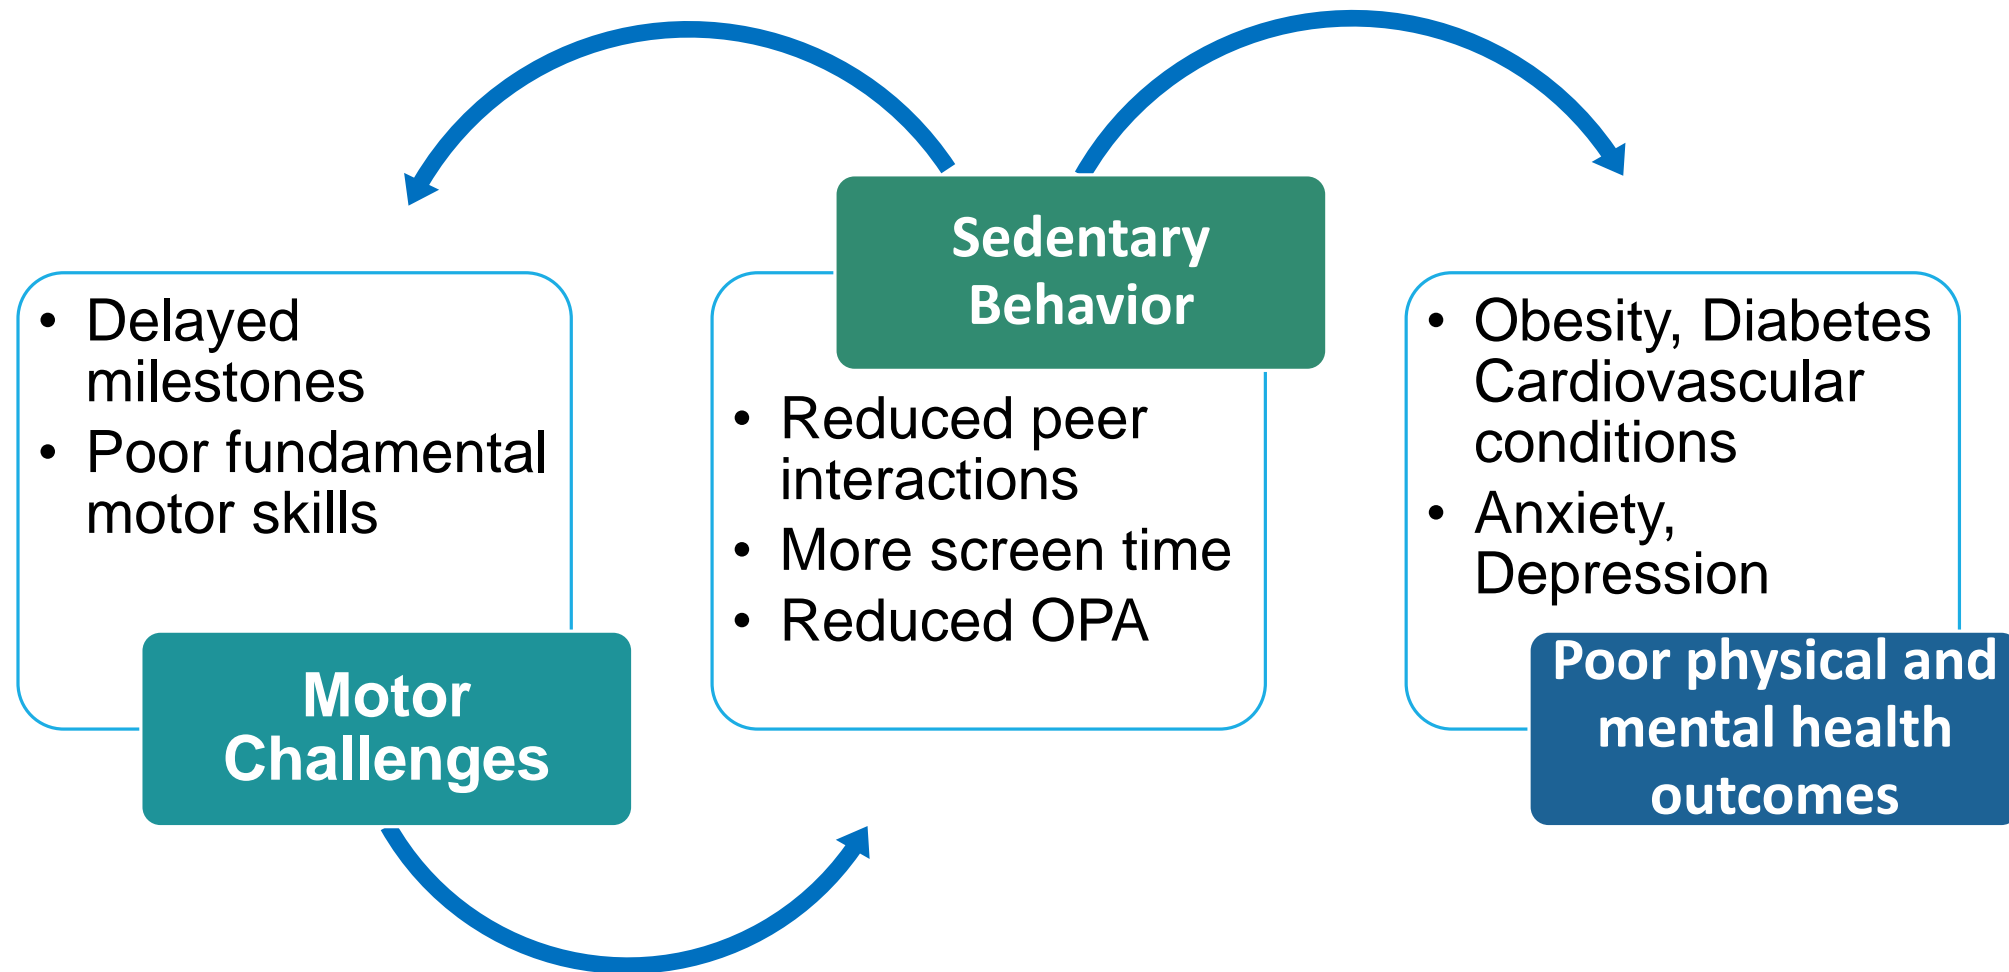 • Delayed
milestones
• Poor fundamental
motor skills
Motor
Challenges
Sedentary
Behavior
• Reduced peer
interactions
• More screen time
• Reduced OPA
• Obesity, Diabetes
Cardiovascular
conditions
• Anxiety,
Depression
Poor physical and
mental health
outcomes